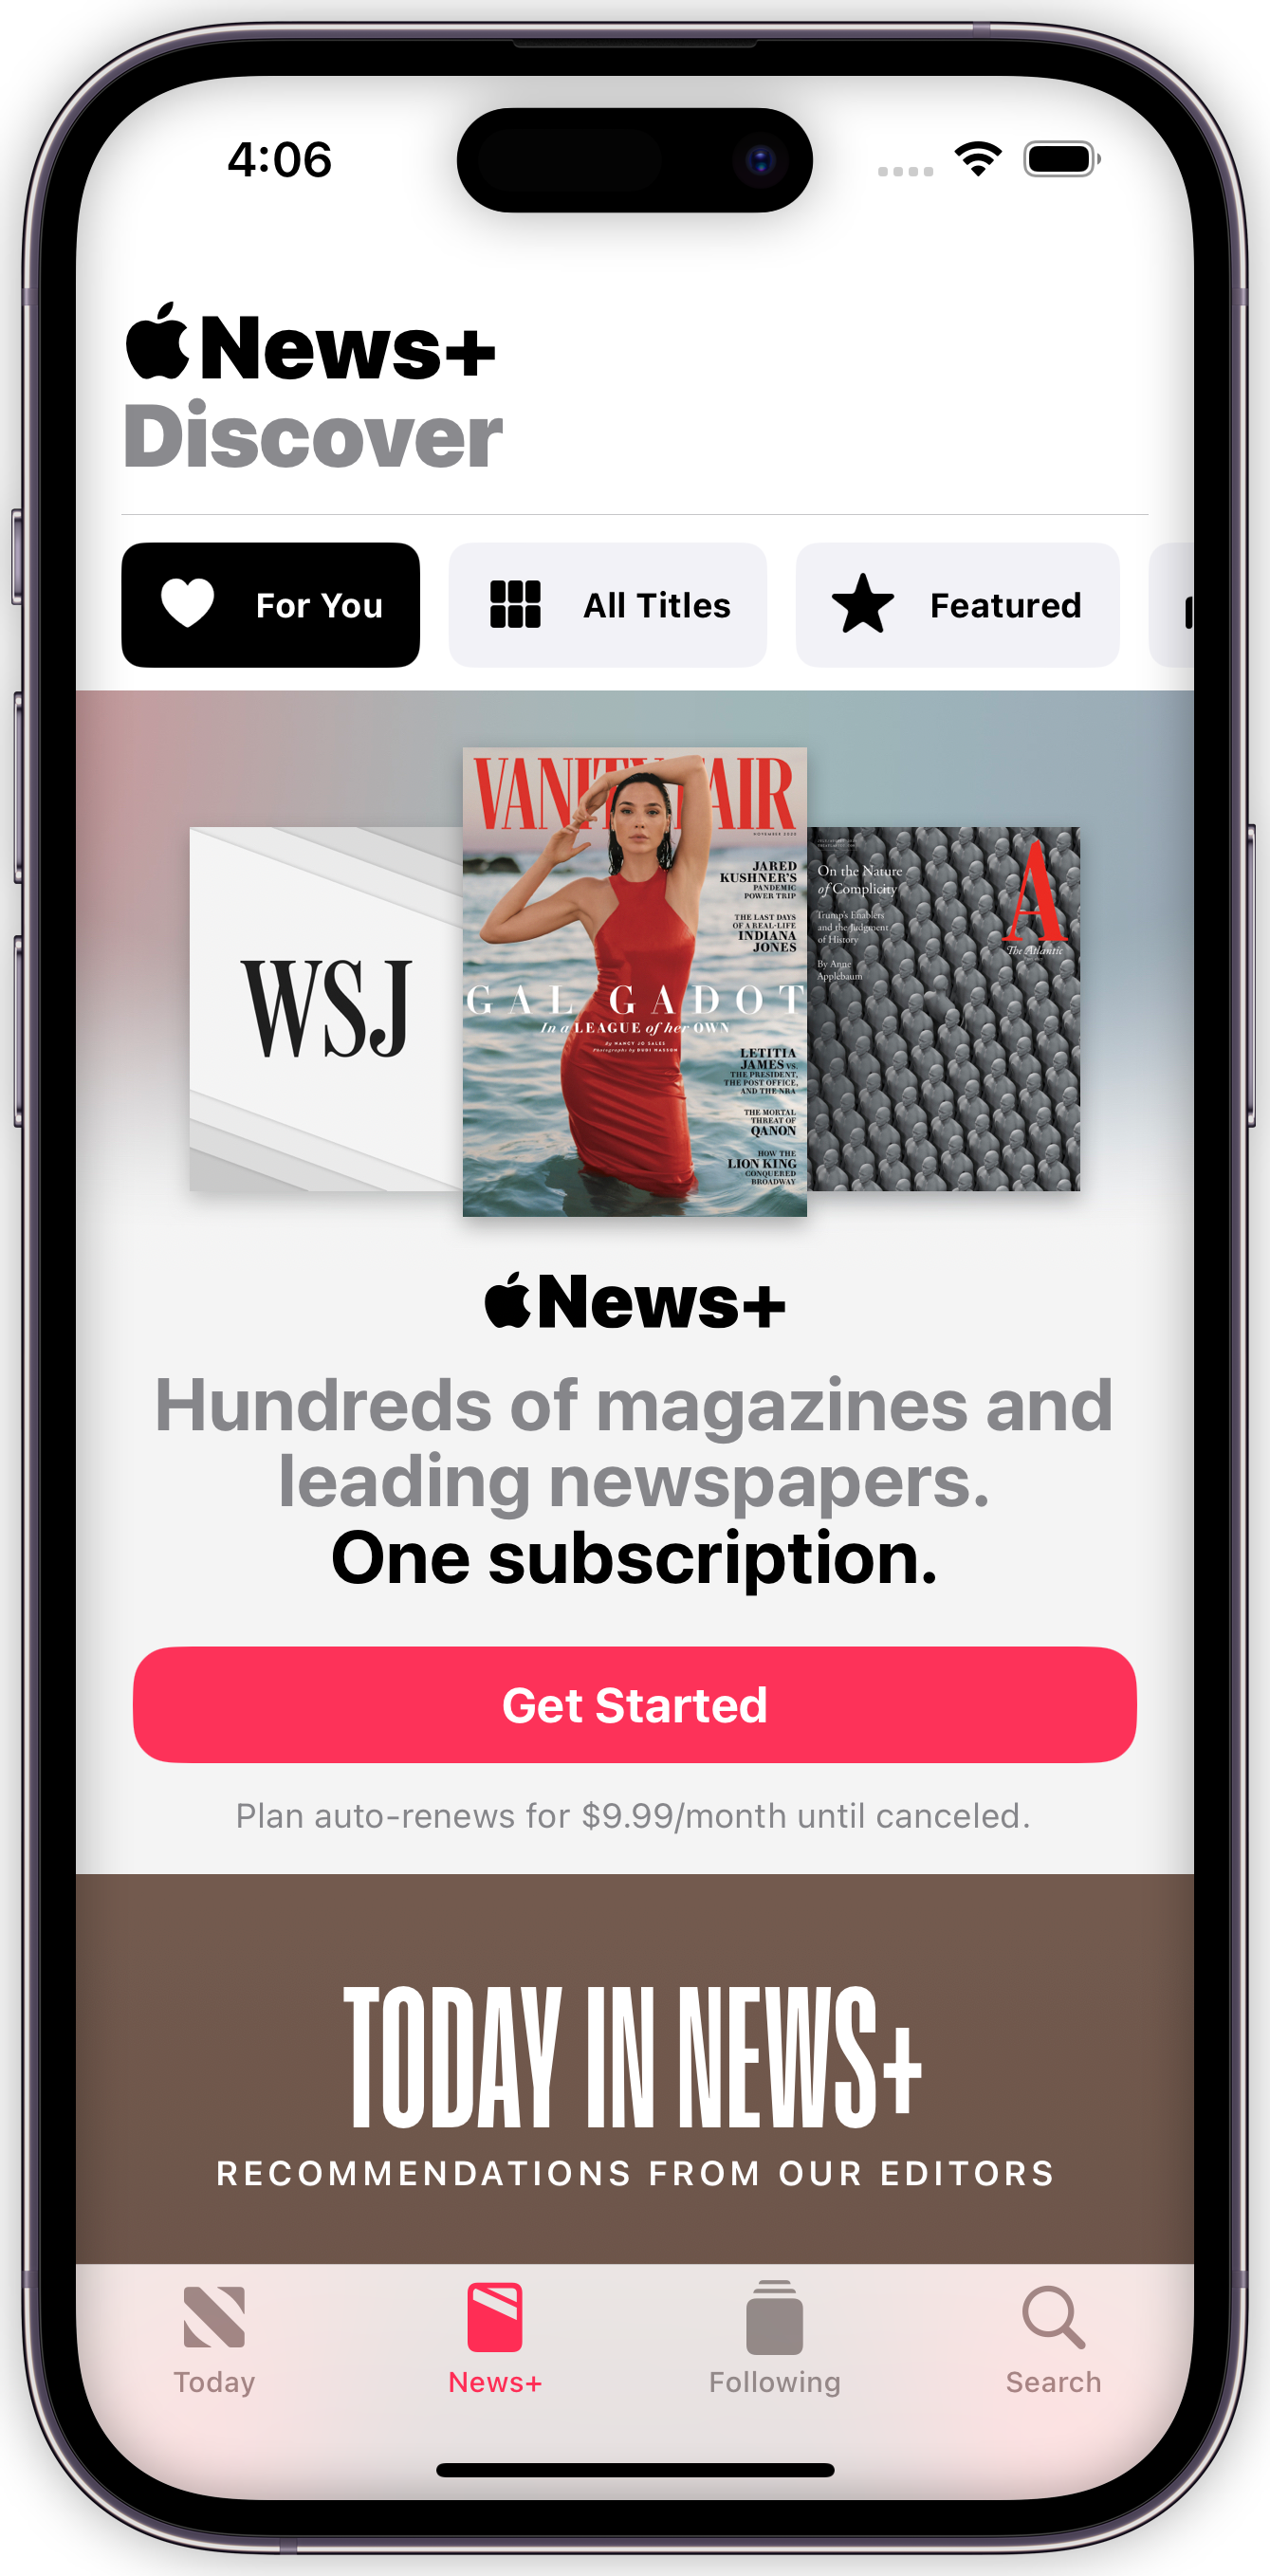 4:06
News+
Discover
For You
All Titles
Featured
VANITY FAIR
NOVEMBER 2020
JARED
KUSHNER'S
PANDEMIC
POWER TRIP
THE LAST DAYS
OF A REAL-LIFE
INDIANA
JONES
GAL GADOT
In a LEAGUE of her OWN
By NANCY JO SALES
Photographs by DUDI HASSON
LETITIA
JAMES VS.
THE PRESIDENT,
THE POST OFFICE,
AND THE NRA
THE MORTAL
THREAT OF
QANON
HOW THE
LION KING
CONQUERED
BROADWAY
WSJ
On the Nature
of Complicity
Trump's Enablers
and the Judgment
of History
By Anne
Applebaum
A
The Atlantic
News+
Hundreds of magazines and
leading newspapers.
One subscription.
Get Started
Plan auto-renews for $9.99/month until canceled.
TODAY IN NEWS+
RECOMMENDATIONS FROM OUR EDITORS
Today
News+
Following
Search